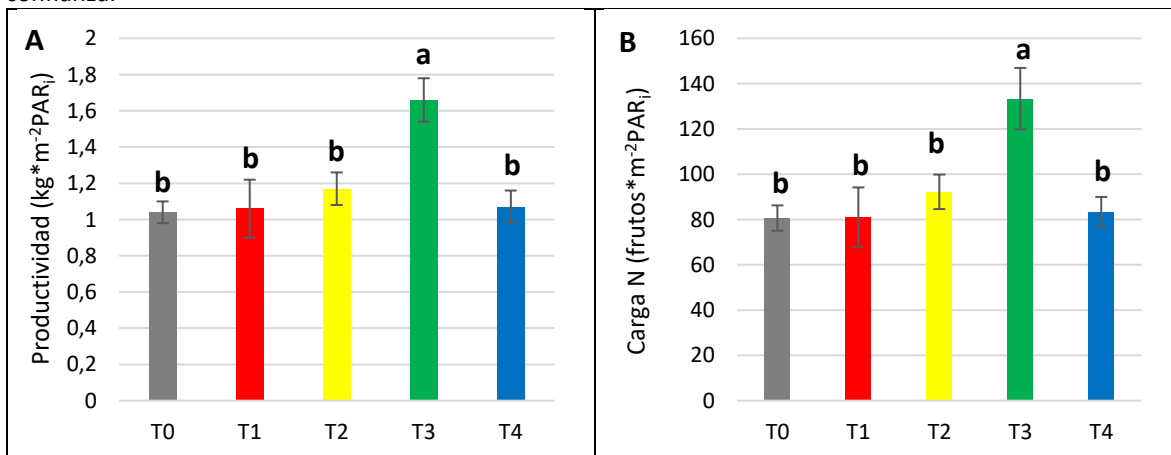 A
Productividad (kg*m-2PARi)
2
1,8
1,6
1,4
1,2
1
0,8
0,6
0,4
0,2
0
b
b
b
a
b
T0 T1 T2 T3 T4
B
Carga N (frutos*m-2PARi)
160
140
120
100
80
60
40
20
0
b
b
b
a
b
T0 T1 T2 T3 T4